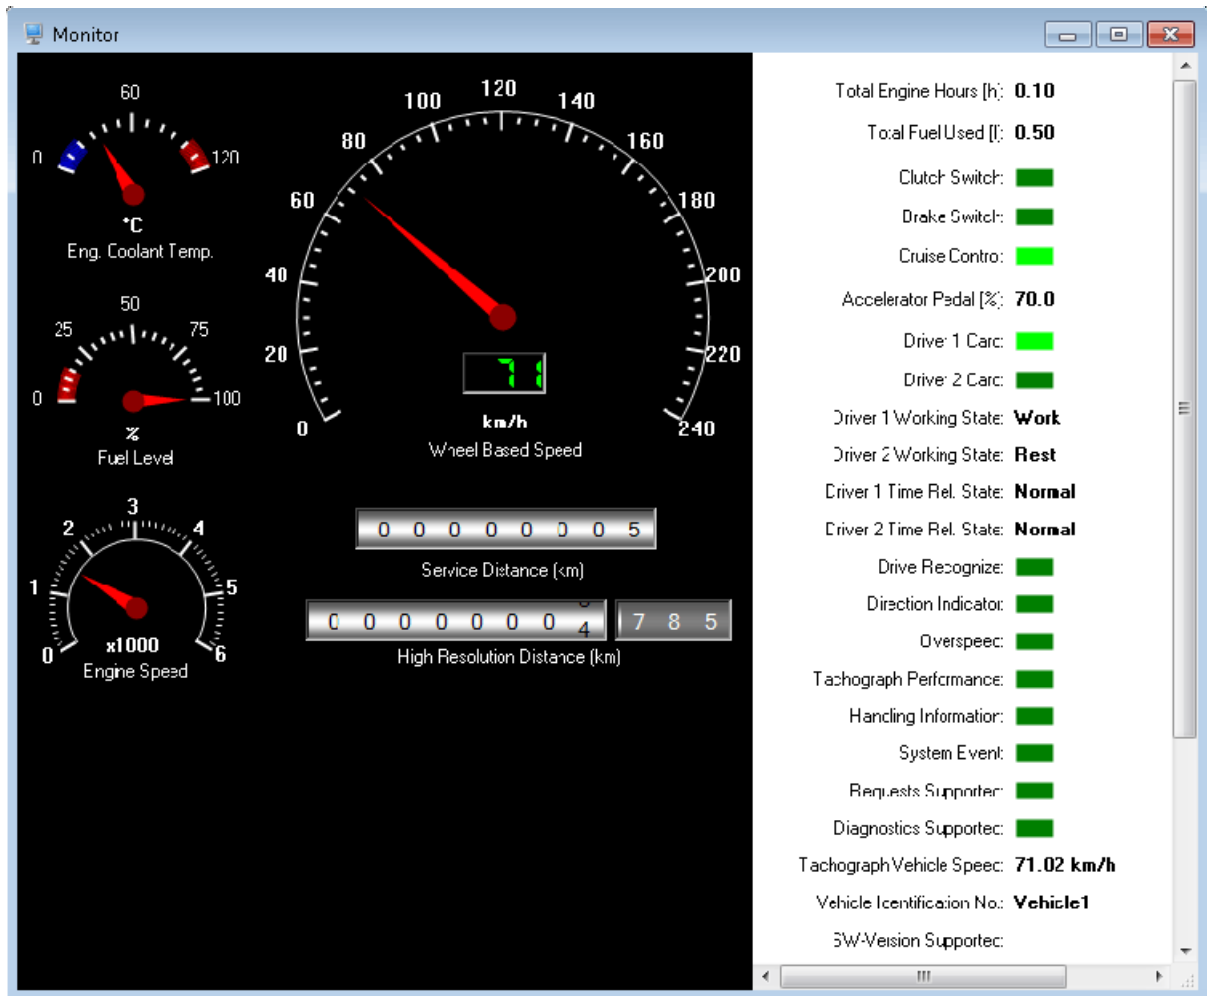 Monitor
60
0
120
°C
Eng. Coolant Temp.
50
25
75
0
100
%
Fuel Level
3
2
4
1
5
0
x1000
6
Engine Speed
120
100
140
80
160
60
180
40
200
20
220
0
240
71
km/h
Wheel Based Speed
0 0 0 0 0 0 0 5
Service Distance (km)
0 0 0 0 0 0 0 4 7 8 5
High Resolution Distance (km)
Total Engine Hours [h]: 0.10
Total Fuel Used [l]: 0.50
Clutch Switch:
Brake Switch:
Cruise Control
Accelerator Pedal [%]: 70.0
Driver 1 Card:
Driver 2 Card:
Driver 1 Working State: Work
Driver 2 Working State: Rest
Driver 1 Time Rel. State: Normal
Driver 2 Time Rel. State: Normal
Drive Recognize:
Direction Indicator:
Overspeed:
Tachograph Performance:
Handling Information:
System Event:
Requests Supported:
Diagnostics Supported:
Tachograph Vehicle Speed: 71.02 km/h
Vehicle Identification No.: Vehicle1
SW-Version Supported: